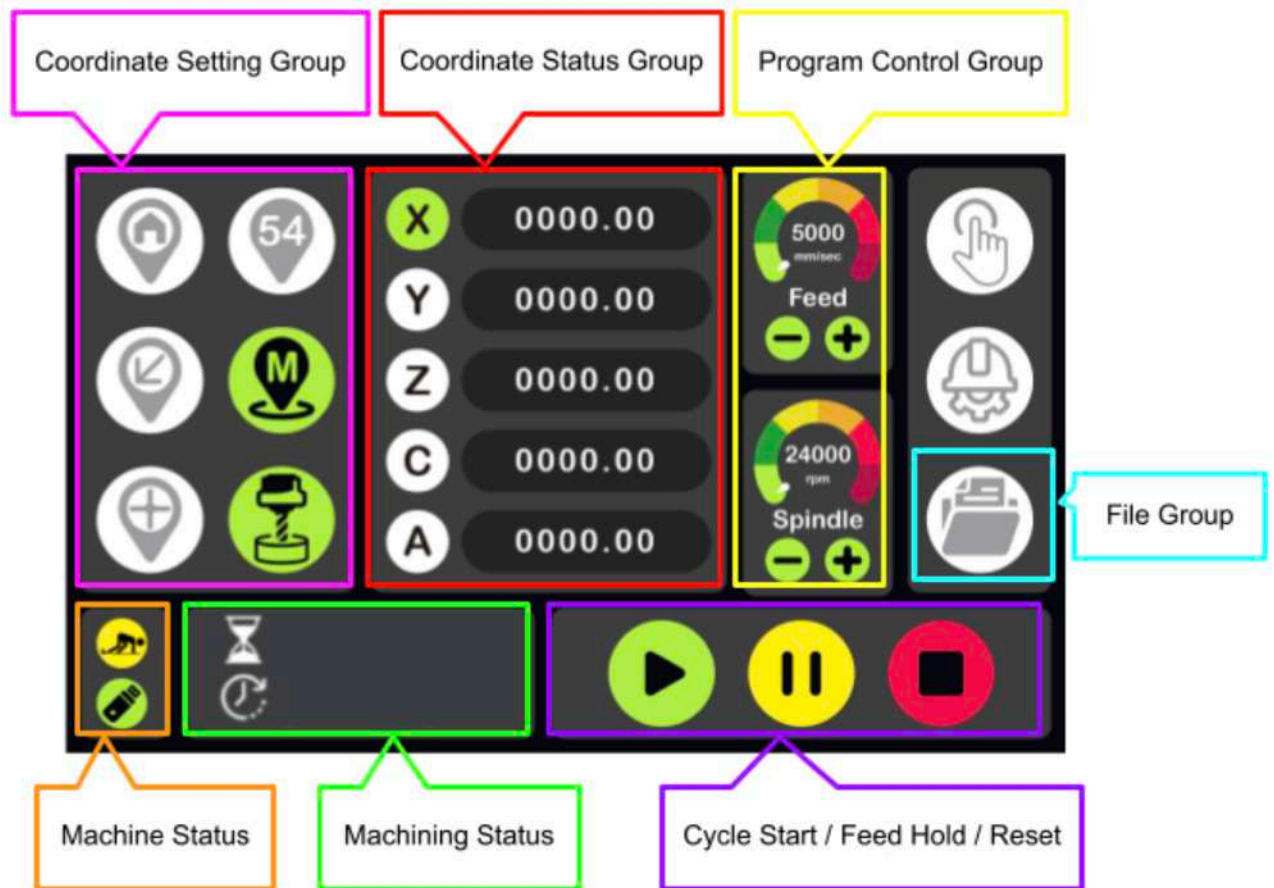 Coordinate Setting Group
Coordinate Status Group
Program Control Group
54
X 0000.00
5000
mm/sec
Feed
Y 0000.00
M
Z 0000.00
C 0000.00
24000
rpm
Spindle
A 0000.00
File Group
Machine Status
Machining Status
Cycle Start / Feed Hold / Reset